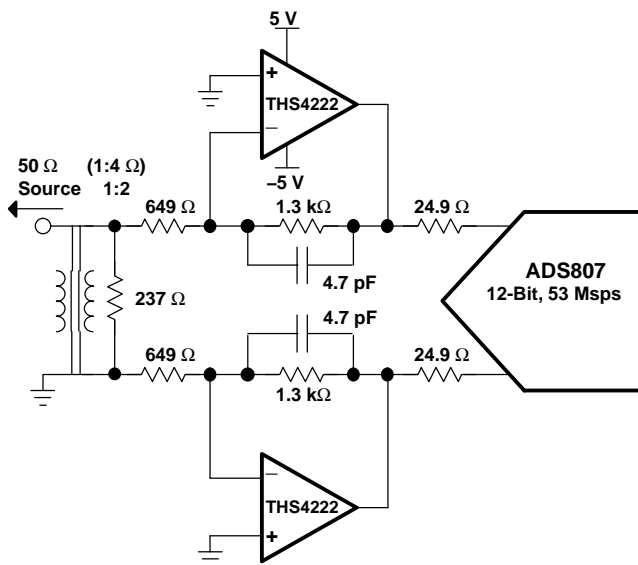 5 V
+
THS4222
−
−5 V
50 Ω
Source
(1:4 Ω)
1:2
649 Ω
1.3 kΩ
24.9 Ω
4.7 pF
237 Ω
ADS807
12-Bit, 53 Msps
4.7 pF
649 Ω
1.3 kΩ
24.9 Ω
−
THS4222
+